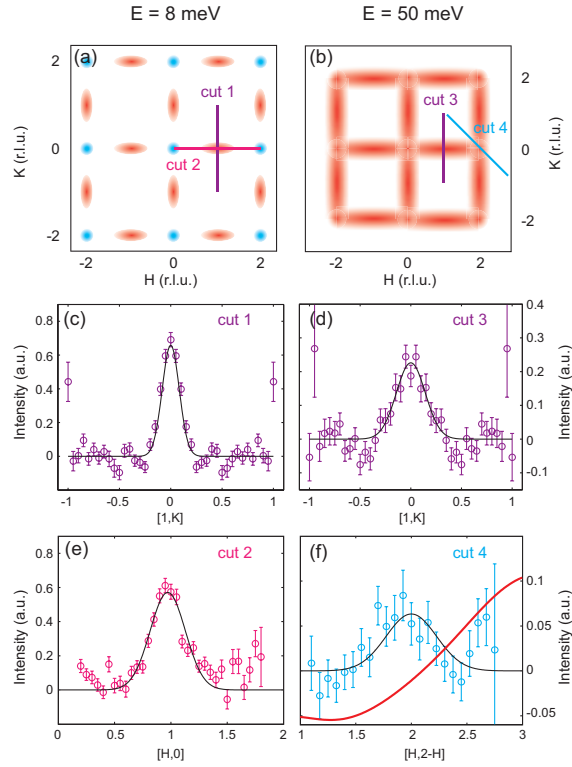 E = 8 meV
E = 50 meV
(a)
cut 1
cut 2
2
0
-2
K (r.l.u.)
-2 0 2
H (r.l.u.)
(b)
cut 3
cut 4
2
0
-2
K (r.l.u.)
-2 0 2
H (r.l.u.)
(c)
cut 1
0.8
0.6
0.4
0.2
0
Intensity (a.u.)
-1 -0.5 0 0.5 1
[1,K]
(d)
cut 3
0.4
0.3
0.2
0.1
0
-0.1
Intensity (a.u.)
-1 -0.5 0 0.5 1
[1,K]
(e)
cut 2
0.8
0.6
0.4
0.2
0
Intensity (a.u.)
0 0.5 1 1.5 2
[H,0]
(f)
cut 4
0.1
0.05
0
-0.05
Intensity (a.u.)
1 1.5 2 2.5 3
[H,2-H]